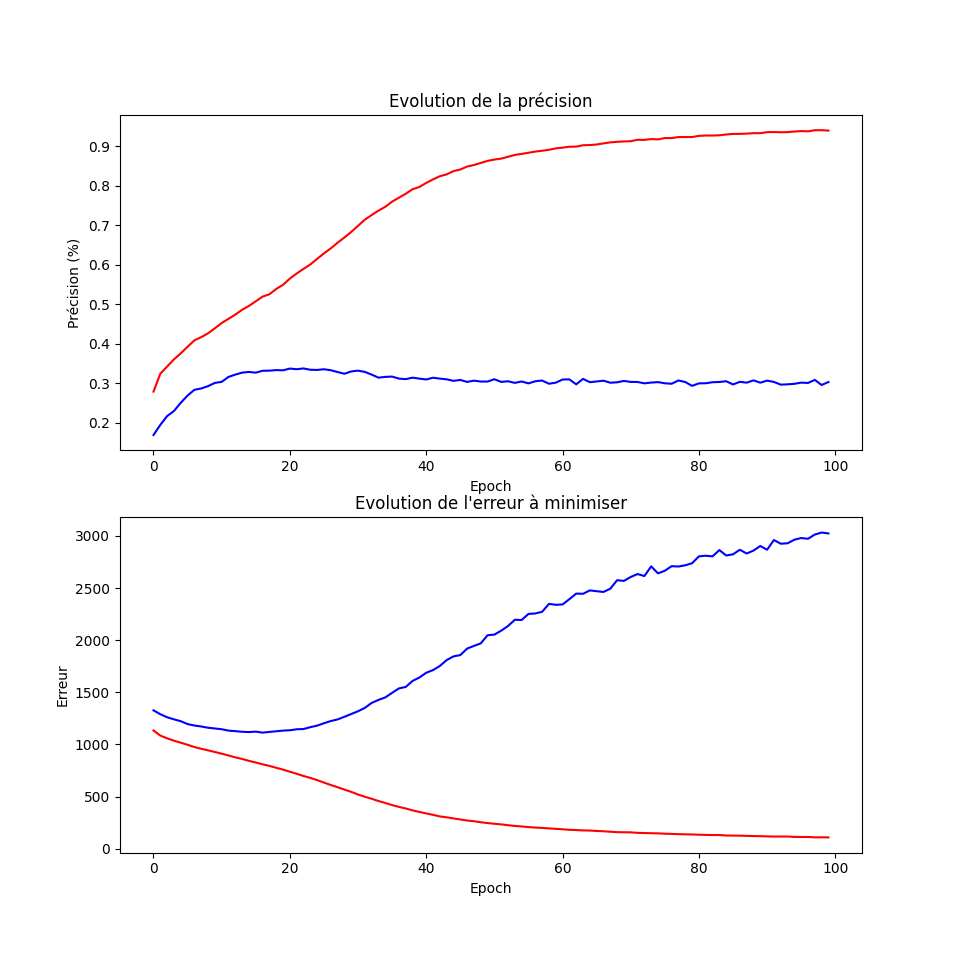 Evolution de la précision
Précision (%)
0.9
0.8
0.7
0.6
0.5
0.4
0.3
0.2
0 20 40 60 80 100
Epoch
Evolution de l'erreur à minimiser
Erreur
3000
2500
2000
1500
1000
500
0
0 20 40 60 80 100
Epoch